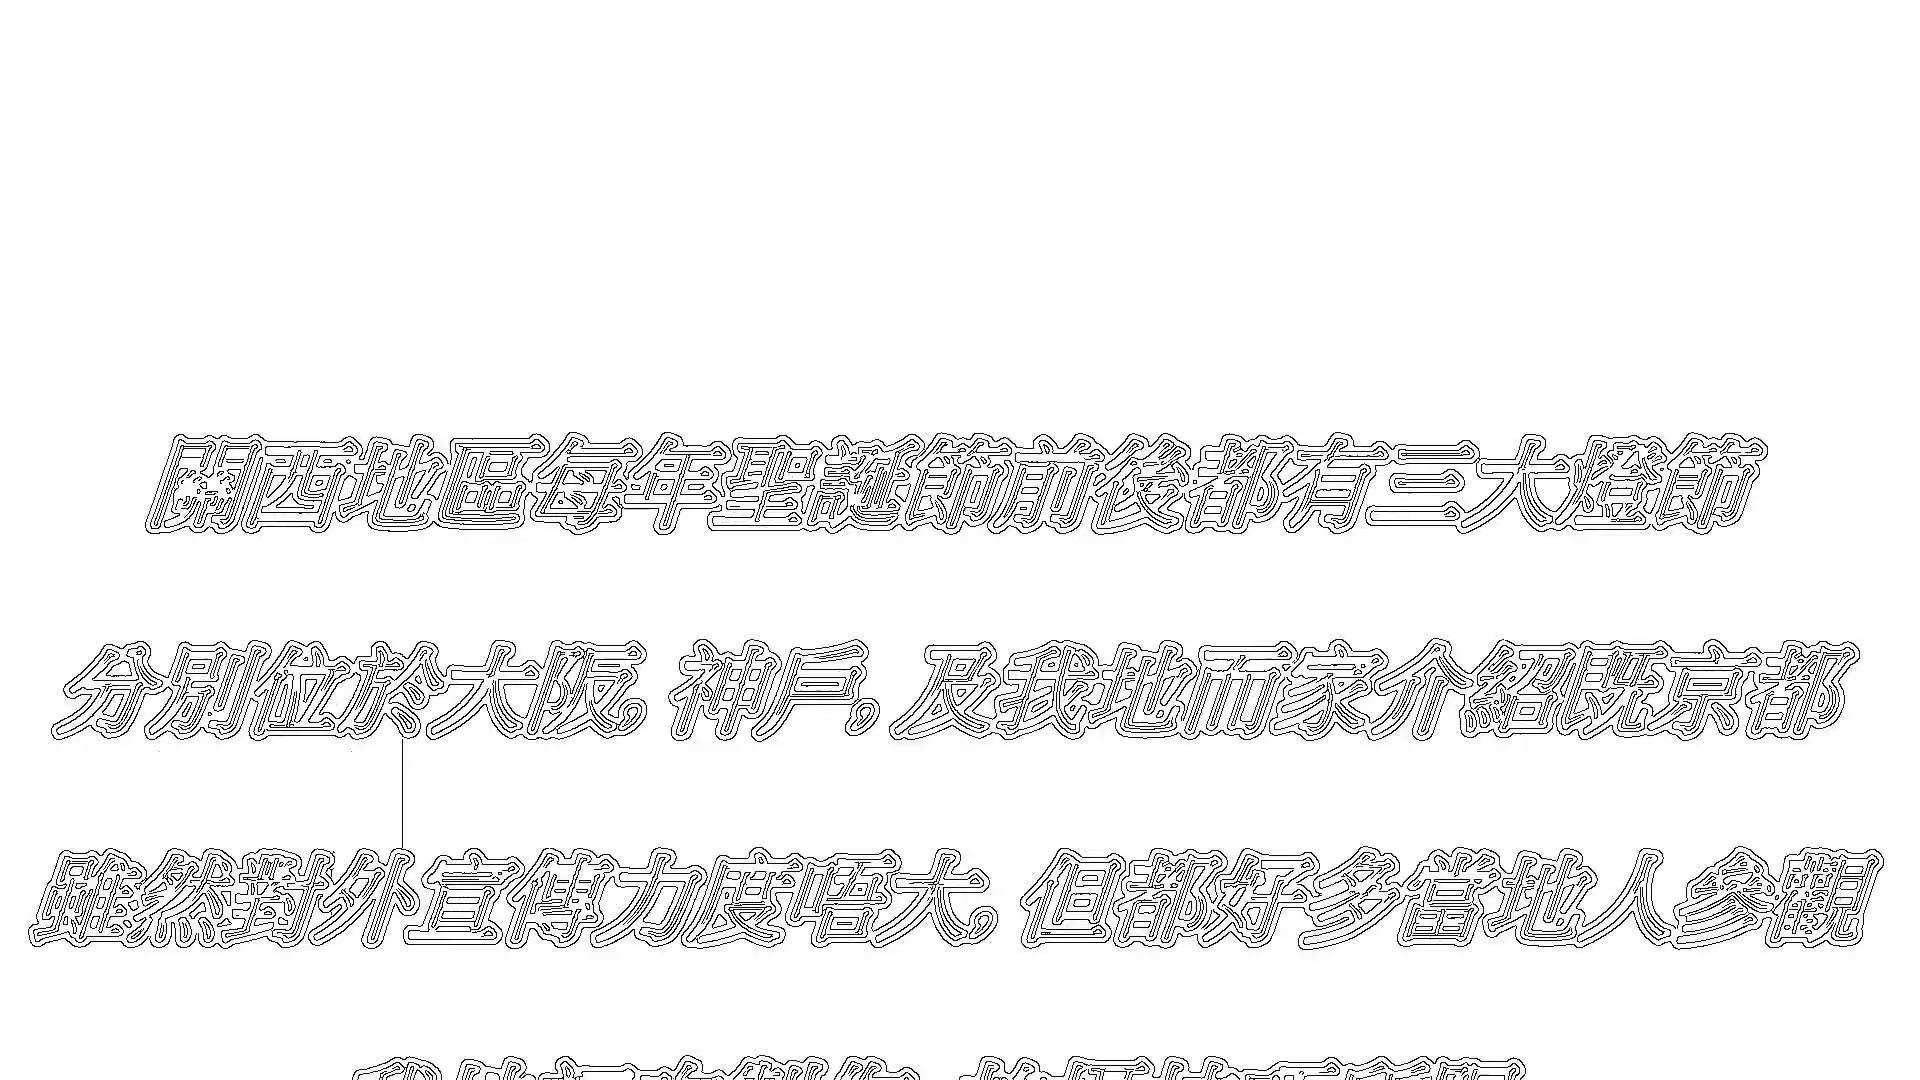 關西地區每年聖誕節前後都有三大燈節
分別位於大阪, 神戶, 及我地而家介紹既京都
雖然對外宣傳力度唔大, 但都好多當地人參觀